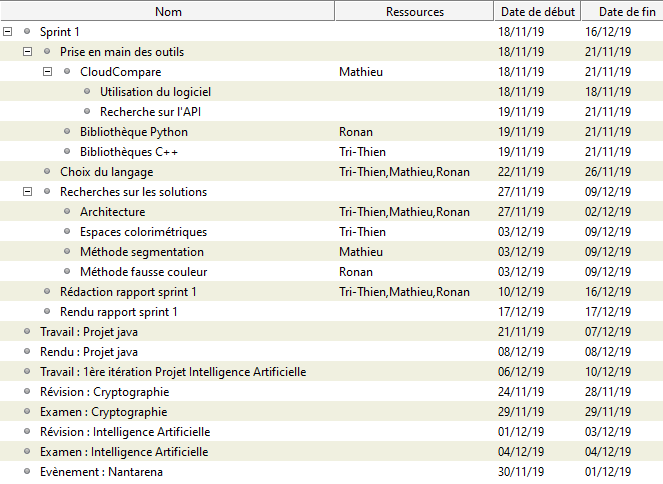 Nom Ressources Date de début Date de fin
Sprint 1 18/11/19 16/12/19
Prise en main des outils 18/11/19 21/11/19
CloudCompare Mathieu 18/11/19 21/11/19
Utilisation du logiciel 18/11/19 18/11/19
Recherche sur l'API 19/11/19 21/11/19
Bibliothèque Python Ronan 19/11/19 21/11/19
Bibliothèques C++ Tri-Thien 19/11/19 21/11/19
Choix du langage Tri-Thien,Mathieu,Ronan 22/11/19 26/11/19
Recherches sur les solutions 27/11/19 09/12/19
Architecture Tri-Thien,Mathieu,Ronan 27/11/19 02/12/19
Espaces colorimétriques Tri-Thien 03/12/19 09/12/19
Méthode segmentation Mathieu 03/12/19 09/12/19
Méthode fausse couleur Ronan 03/12/19 09/12/19
Rédaction rapport sprint 1 Tri-Thien,Mathieu,Ronan 10/12/19 16/12/19
Rendu rapport sprint 1 17/12/19 17/12/19
Travail : Projet java 21/11/19 07/12/19
Rendu : Projet java 08/12/19 08/12/19
Travail : 1ère itération Projet Intelligence Artificielle 06/12/19 10/12/19
Révision : Cryptographie 24/11/19 28/11/19
Examen : Cryptographie 29/11/19 29/11/19
Révision : Intelligence Artificielle 01/12/19 03/12/19
Examen : Intelligence Artificielle 04/12/19 04/12/19
Evènement : Nantarena 30/11/19 01/12/19